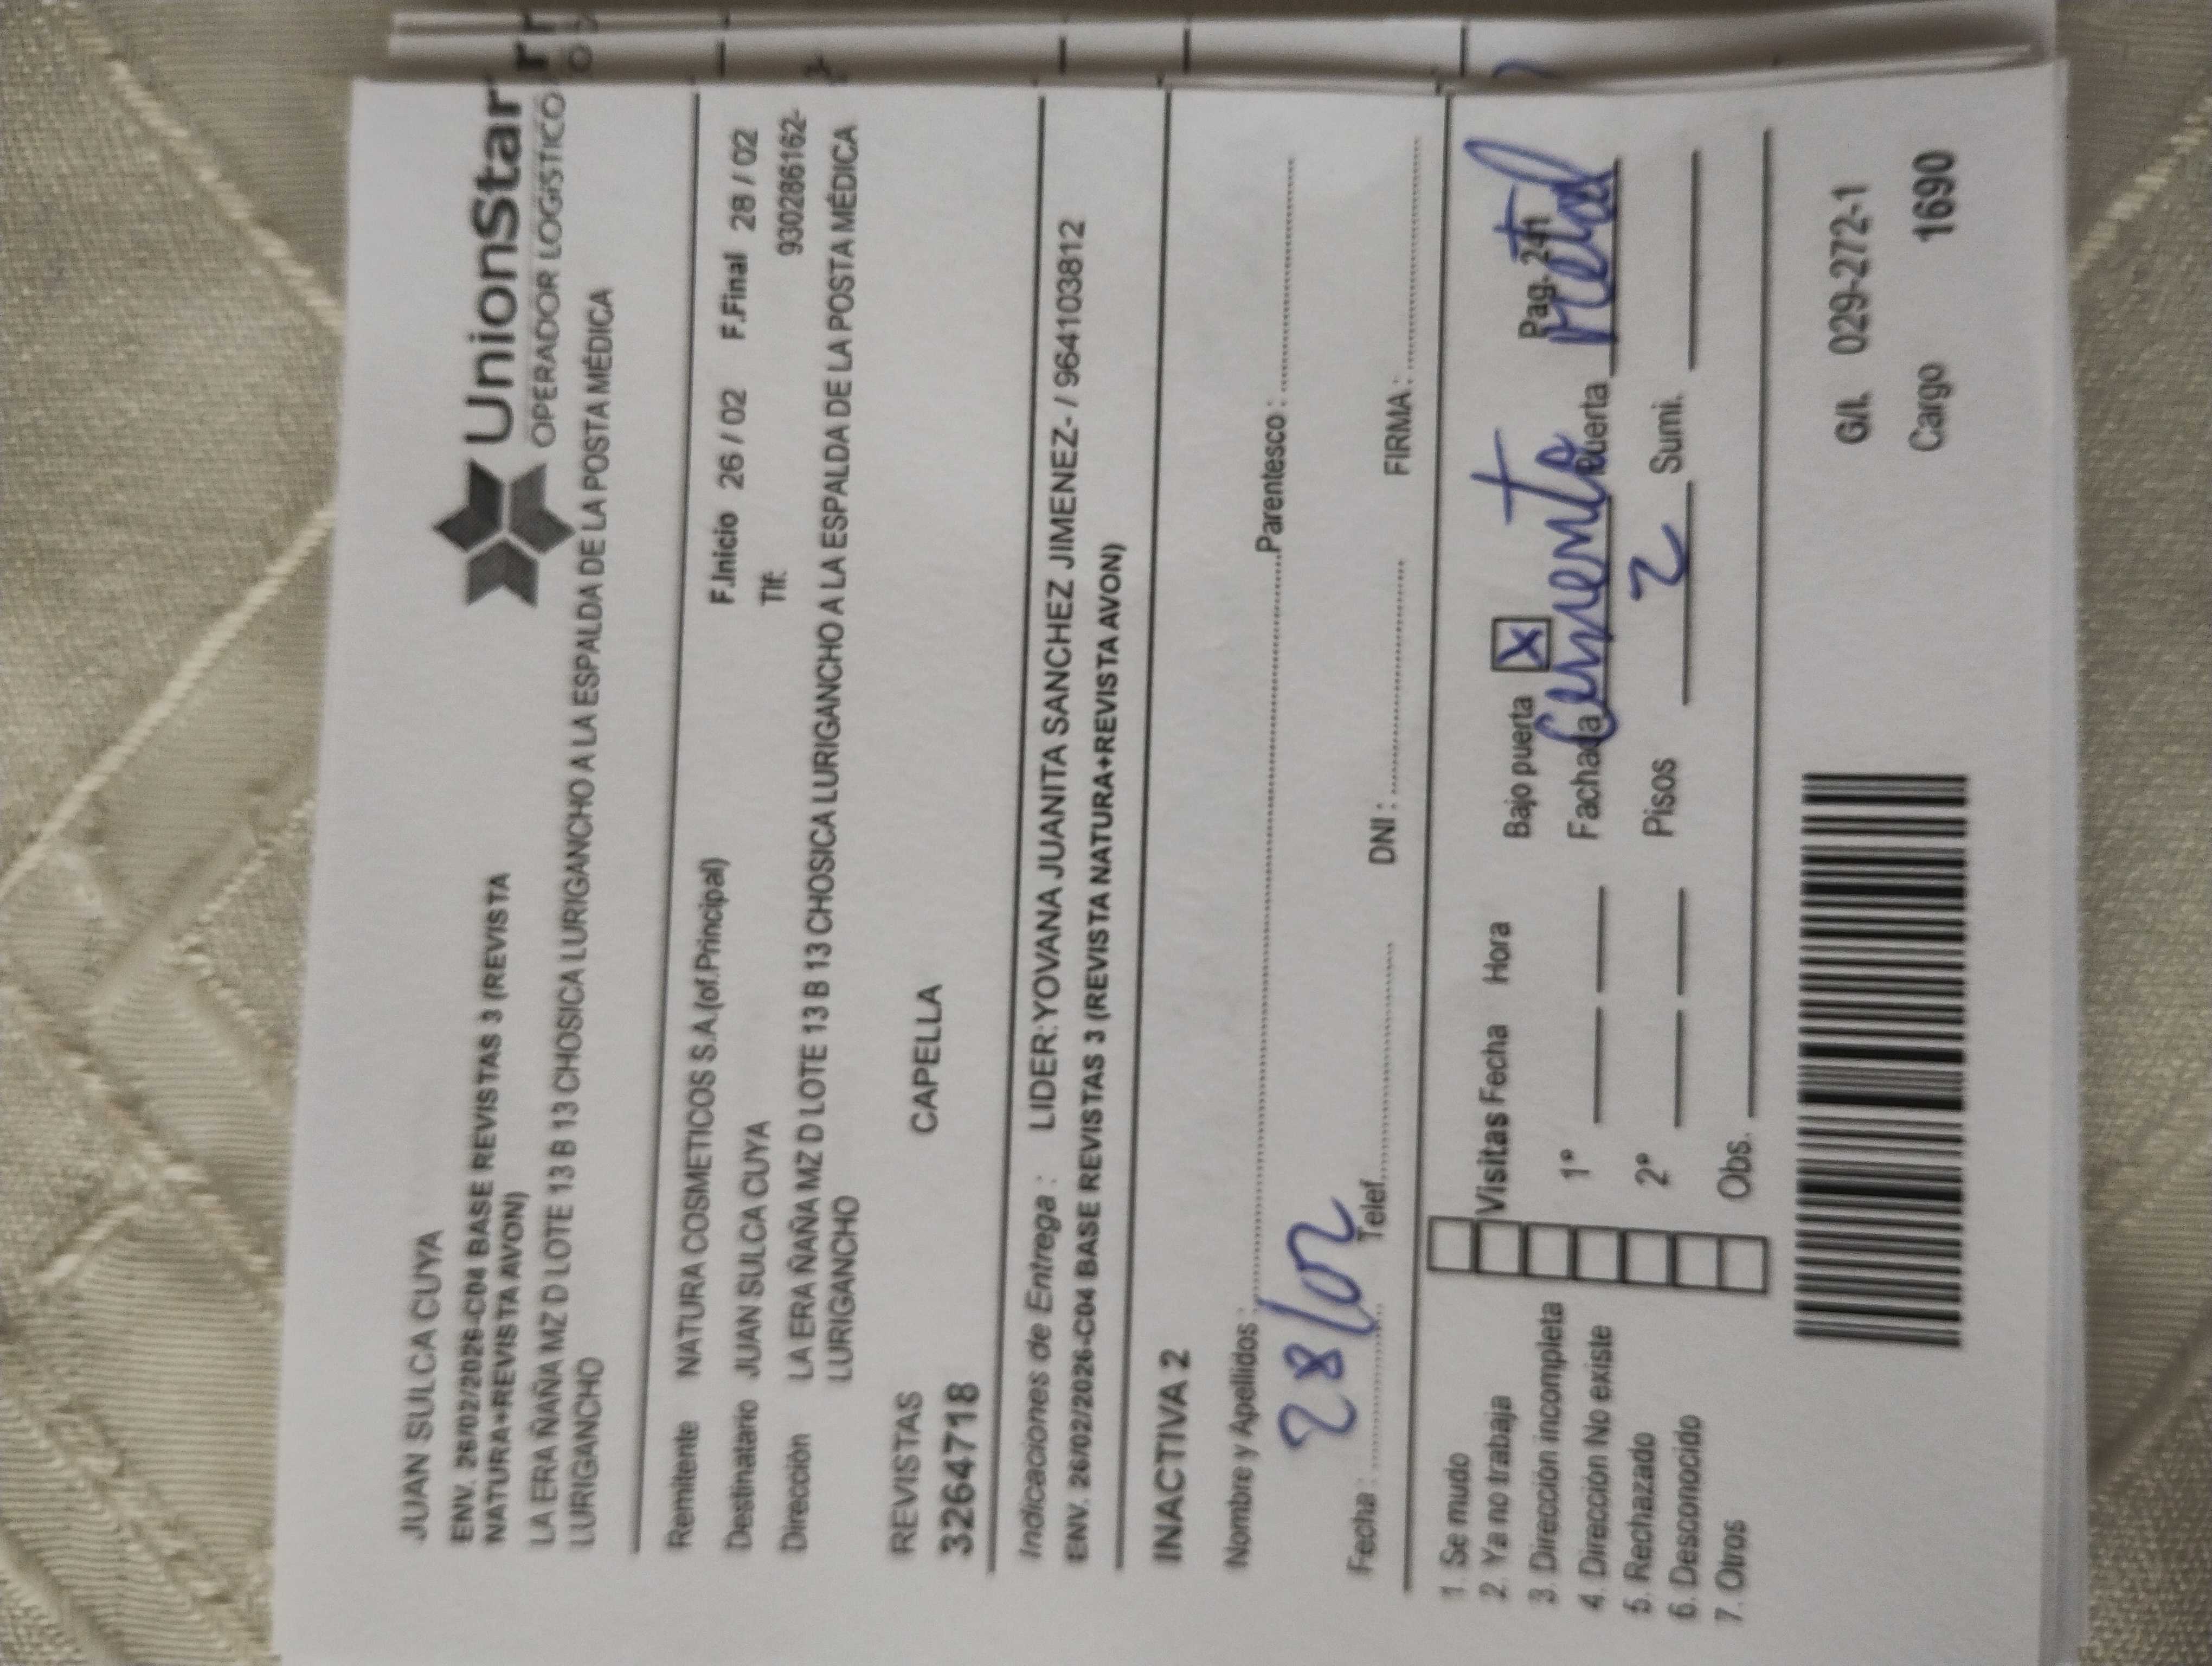 JUAN SULCA CUYA
UnionStar
OPERADOR LOGISTICO
ENV. 26/02/2026-C04 BASE REVISTAS 3 (REVISTA
NATURA+REVISTA AVON)
LA ERA ÑAÑA MZ D LOTE 13 B 13 CHOSICA LURIGANCHO A LA ESPALDA DE LA POSTA MÉDICA
LURIGANCHO
Remitente NATURA COSMETICOS S.A.(of.Principal)
F.Inicio 26 / 02 F.Final 28 / 02
Destinatario JUAN SULCA CUYA
Tlf: 930286162-
Dirección LA ERA ÑAÑA MZ D LOTE 13 B 13 CHOSICA LURIGANCHO A LA ESPALDA DE LA POSTA MÉDICA
LURIGANCHO
REVISTAS CAPELLA
32644718
Indicaciones de Entrega : LIDER:YOVANA JUANITA SANCHEZ JIMENEZ- / 964103812
ENV. 26/02/2026-C04 BASE REVISTAS 3 (REVISTA NATURA+REVISTA AVON)
INACTIVA 2
Nombre y Apellidos : Parentesco :
Fecha : 28/02 Telef. DNI : FIRMA :
1. Se mudo
2. Ya no trabaja
3. Dirección incompleta
4. Dirección No existe
5. Rechazado
6. Desconocido
7. Otros
Visitas Fecha Hora
1º
2º
Obs.
Bajo puerta X Pag. 241
Fachada Cemento Puerta Metal
Pisos 2 Sumi.
G/I. 029-272-1
Cargo 1690